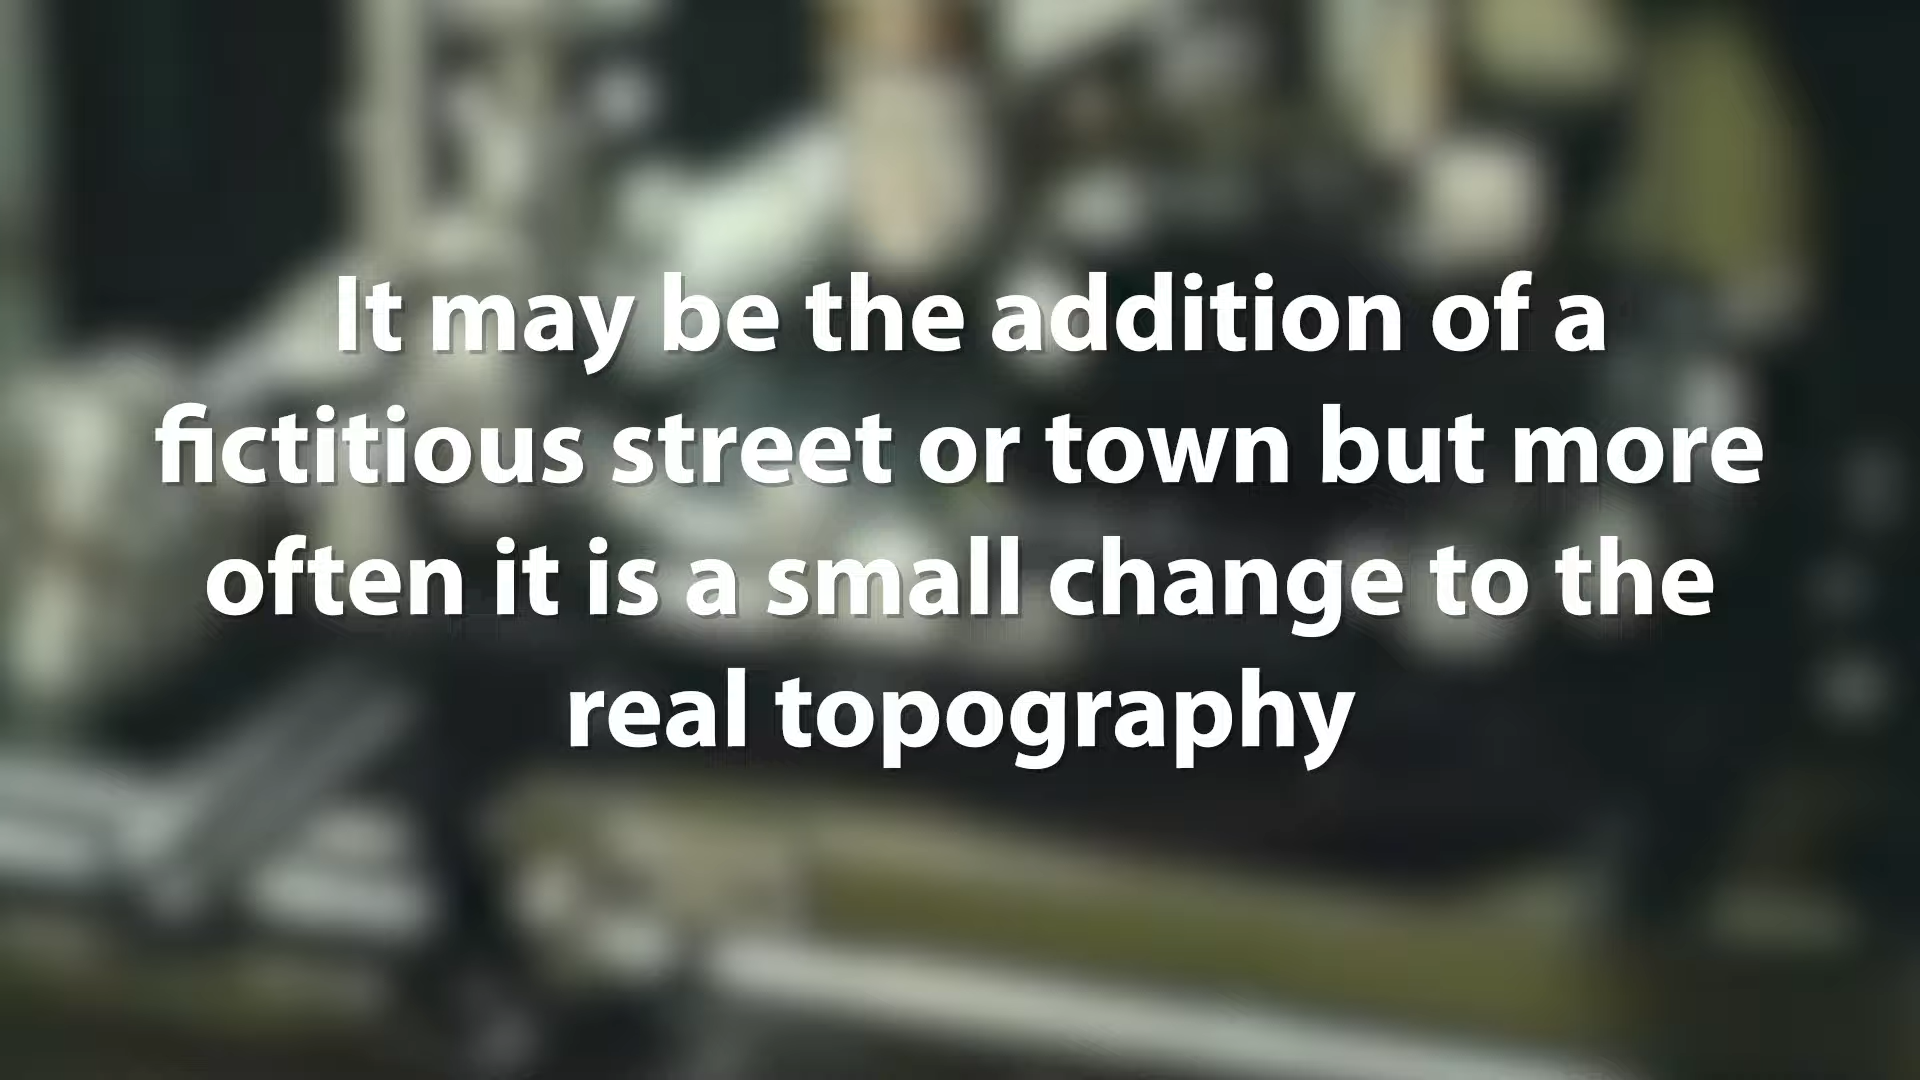 It may be the addition of a
fictitious street or town but more
often it is a small change to the
real topography